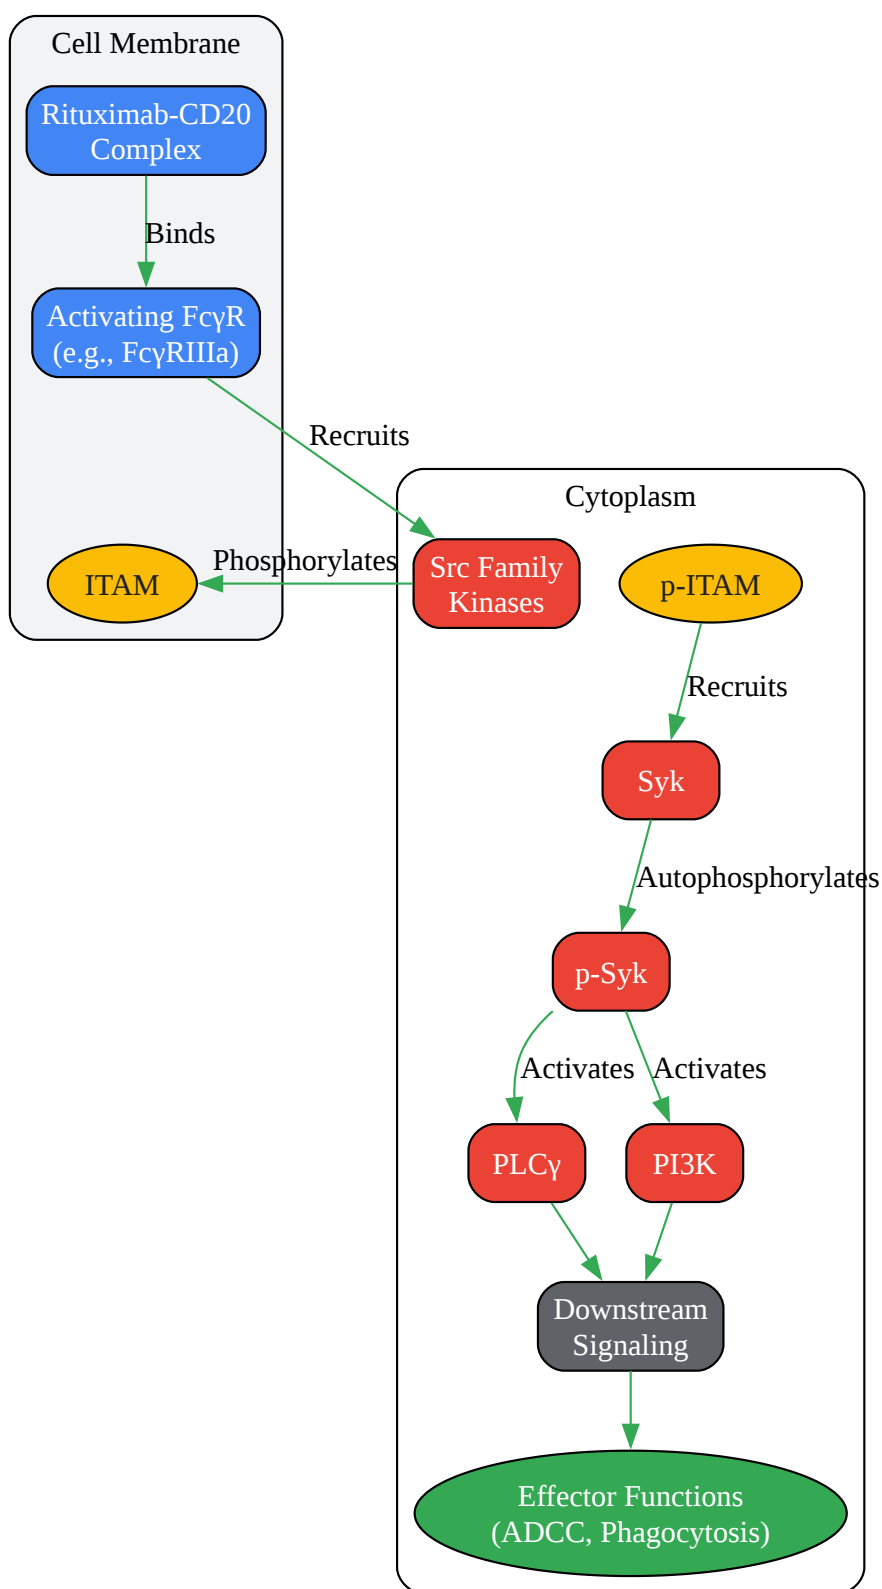 Cell Membrane
Rituximab-CD20
Complex
Binds
Activating FcγR
(e.g., FcγRIIIa)
Recruits
Cytoplasm
Phosphorylates
ITAM
Src Family
Kinases
p-ITAM
Recruits
Syk
Autophosphorylates
p-Syk
Activates
Activates
PLCγ
PI3K
Downstream
Signaling
Effector Functions
(ADCC, Phagocytosis)